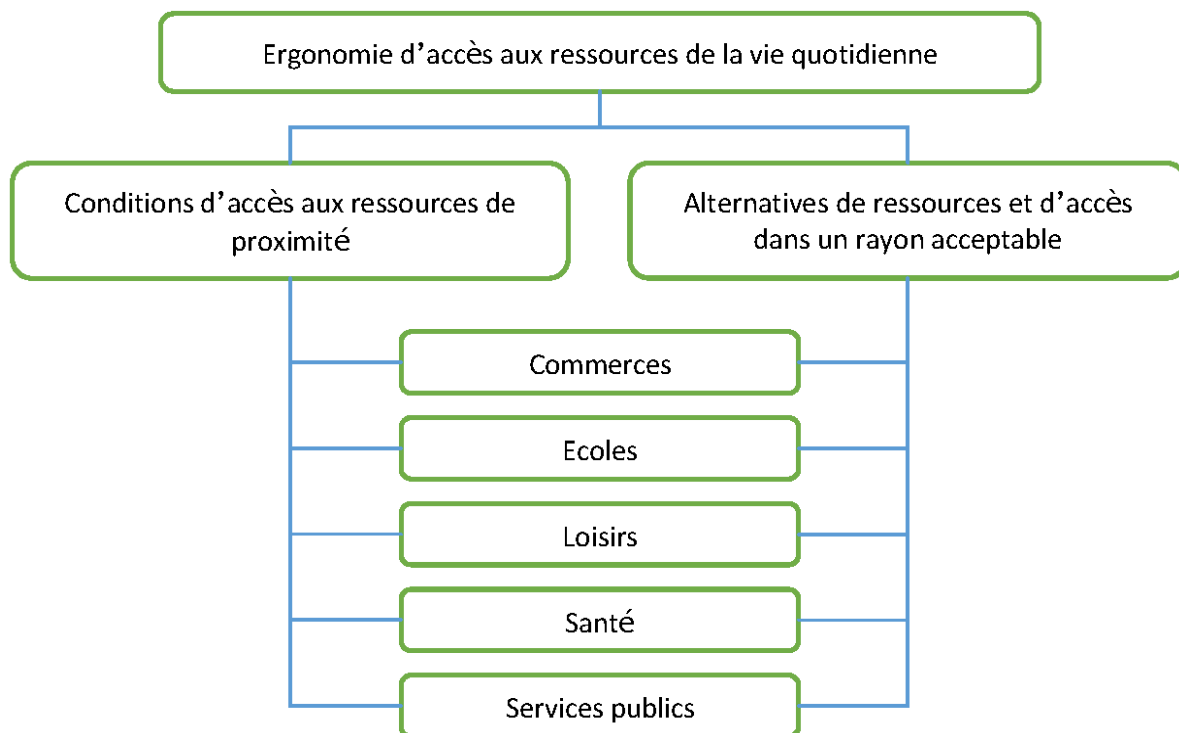 Ergonomie d’accès aux ressources de la vie quotidienne
Conditions d’accès aux ressources de
proximité
Alternatives de ressources et d’accès
dans un rayon acceptable
Commerces
Ecoles
Loisirs
Santé
Services publics